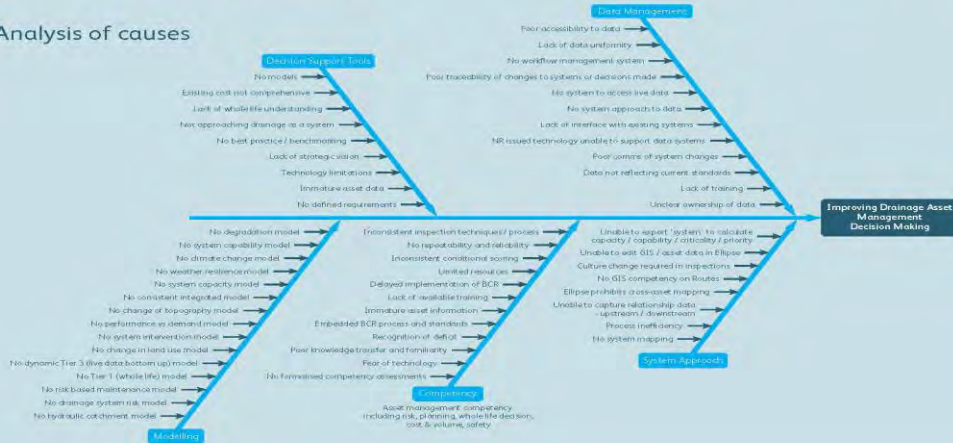 Analysis of causes
Data Management
Poor accessibility to data
Lack of data uniformity
No workflow management system
Poor traceability of changes to systems or decisions made
No system to access live data
No system approach to data
Lack of interface with existing systems
NR issued technology unable to support data systems
Poor comms of system changes
Data not reflecting current standards
Lack of training
Unclear ownership of data
Decision Support Tools
No models
Existing cost not comprehensive
Lack of whole life understanding
Not approaching drainage as a system
No best practice / benchmarking
Lack of strategic vision
Technology limitations
Immature asset data
No defined requirements
Improving Drainage Asset
Management
Decision Making
No degradation model
No system capability model
No climate change model
No weather resilience model
No system capacity model
No consistent integrated model
No change of topography model
No performance vs demand model
No system intervention model
No change in land use model
No dynamic Tier 3 (live data bottom up) model
No Tier 1 (whole life) model
No risk based maintenance model
No drainage system risk model
No hydraulic catchment model
Modelling
Inconsistent inspection techniques / process
No repeatability and reliability
Inconsistent conditional scoring
Limited resources
Delayed implementation of BCR
Lack of available training
Immature asset information
Embedded BCR process and standards
Recognition of deficit
Poor knowledge transfer and familiarity
Fear of technology
No formalised competency assessments
Competency
Asset management competency
including risk, planning, whole life decision,
cost & volume, safety
Unable to export 'system' to calculate
capacity / capability / criticality / priority
Unable to edit GIS / asset data in Ellipse
Culture change required in inspections
No GIS competency on Routes
Ellipse prohibits cross-asset mapping
Unable to capture relationship data
- upstream / downstream
Process inefficiency
No system mapping
System Approach